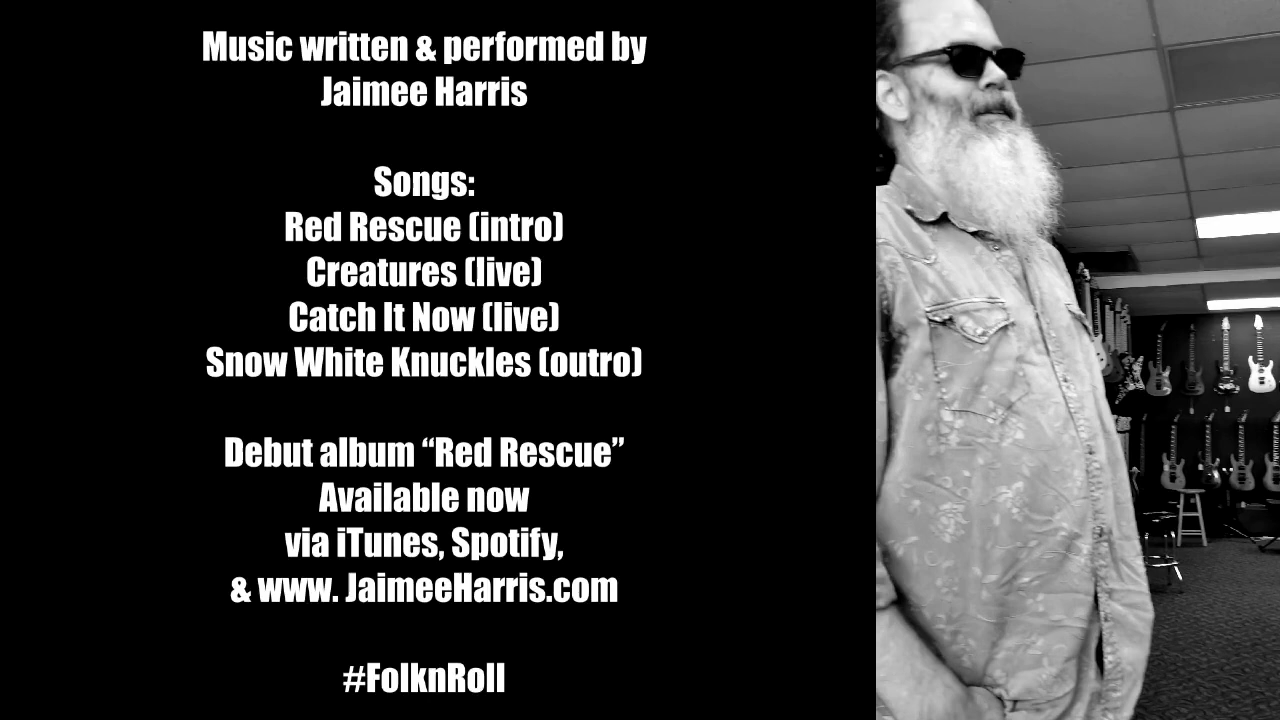 Music written & performed by
Jaimee Harris
Songs:
Red Rescue (intro)
Creatures (live)
Catch It Now (live)
Snow White Knuckles (outro)
Debut album “Red Rescue”
Available now
via iTunes, Spotify,
& www. JaimeeHarris.com
#FolknRoll